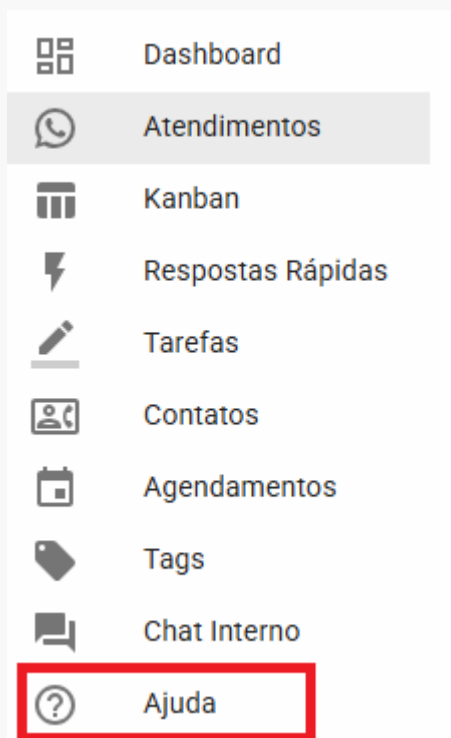 Dashboard
Atendimentos
Kanban
Respostas Rápidas
Tarefas
Contatos
Agendamentos
Tags
Chat Interno
Ajuda